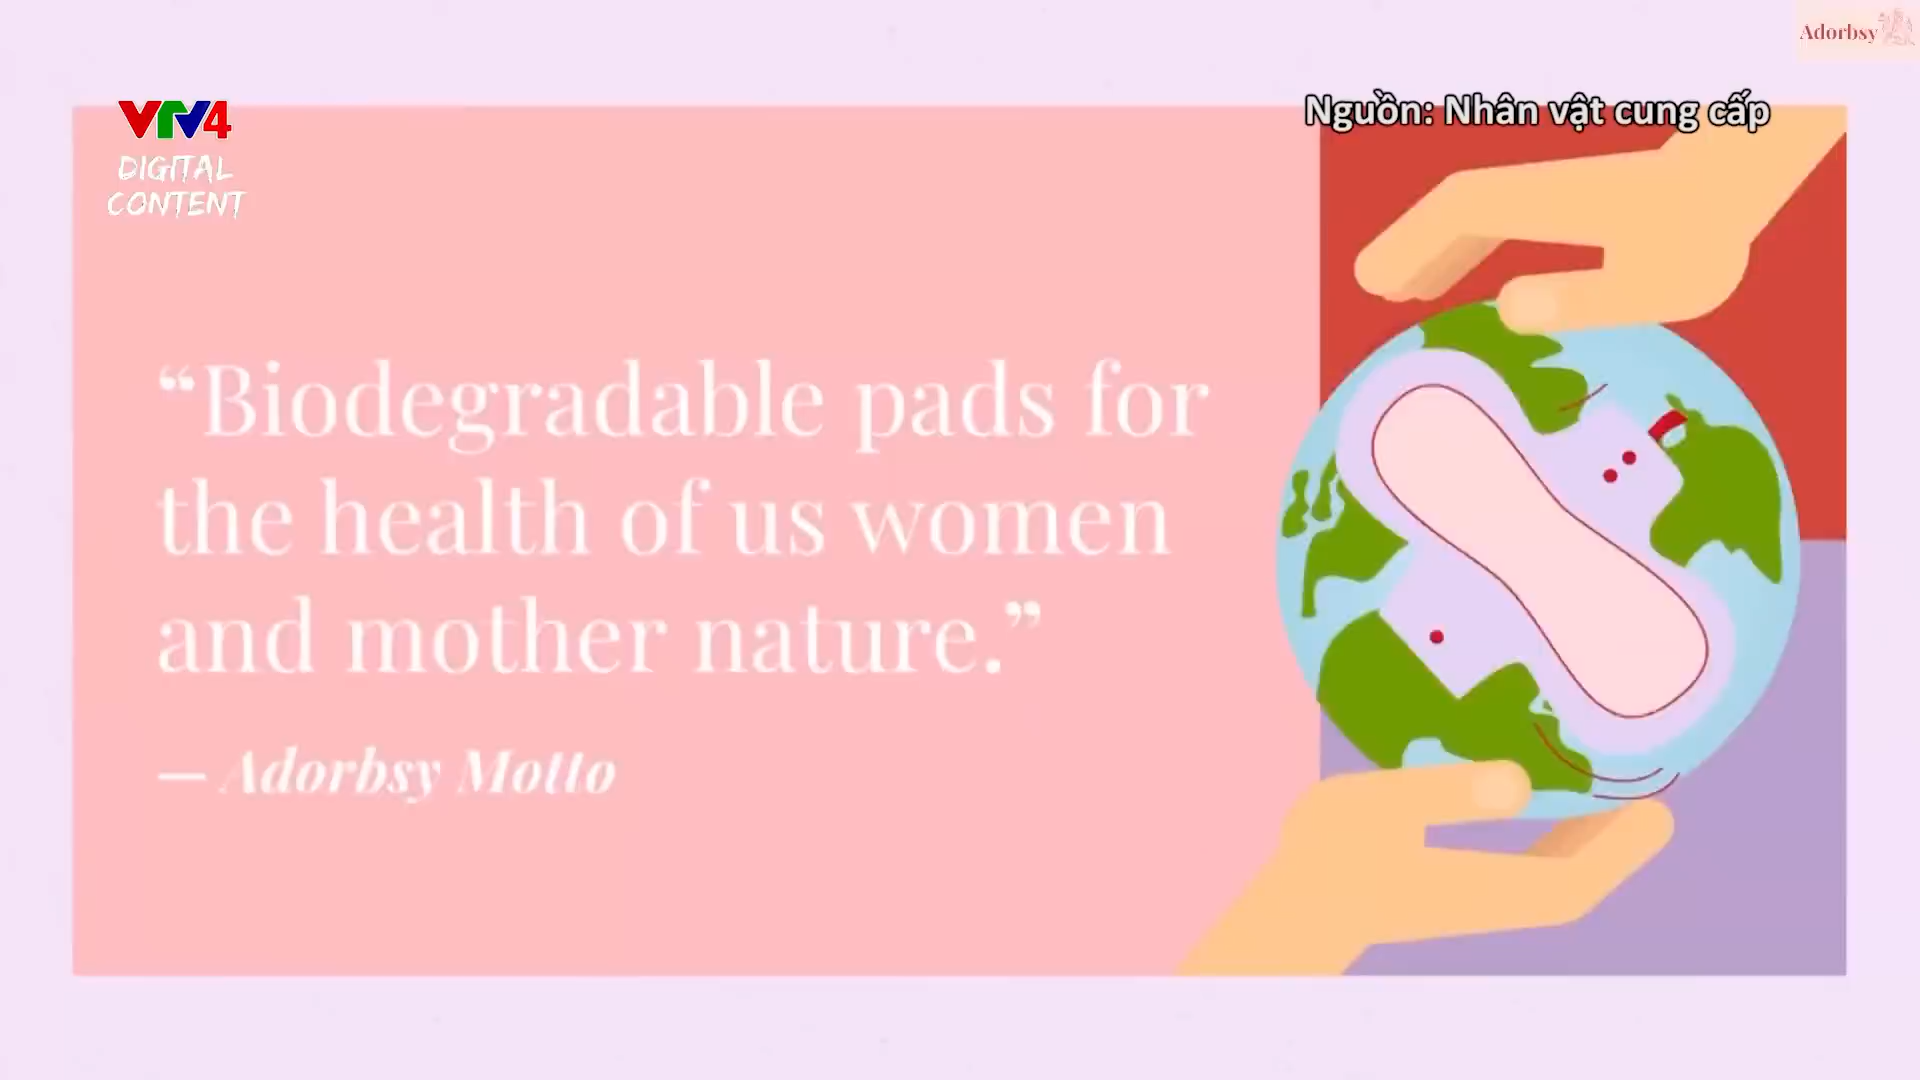 Adorbsy
Nguồn: Nhân vật cung cấp
VTV4
DIGITAL
CONTENT
“Biodegradable pads for
the health of us women
and mother nature.”
— Adorbsy Motto